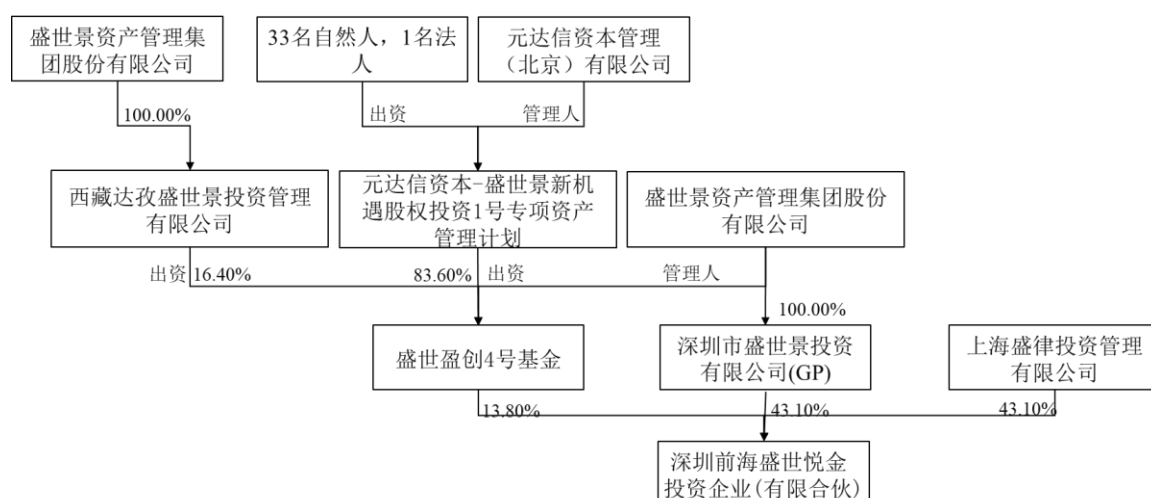 盛世景资产管理集
团股份有限公司
33名自然人，1名法
人
元达信资本管理
（北京）有限公司
100.00%
出资
管理人
西藏达孜盛世景投资管理
有限公司
元达信资本-盛世景新机
遇股权投资1号专项资产
管理计划
盛世景资产管理集团股份
有限公司
出资
16.40%
83.60%
出资
管理人
100.00%
盛世盈创4号基金
深圳市盛世景投资
有限公司(GP)
上海盛律投资管理
有限公司
13.80%
43.10%
43.10%
深圳前海盛世悦金
投资企业(有限合伙)